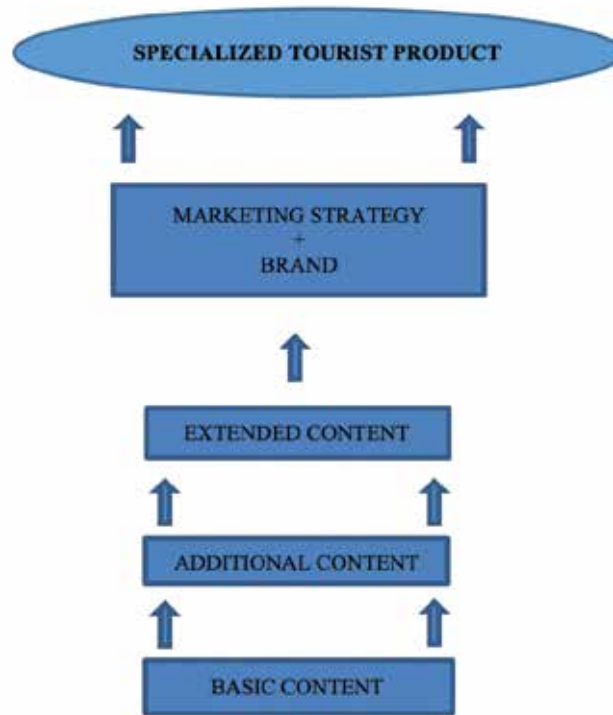 SPECIALIZED TOURIST PRODUCT
MARKETING STRATEGY
+
BRAND
EXTENDED CONTENT
ADDITIONAL CONTENT
BASIC CONTENT